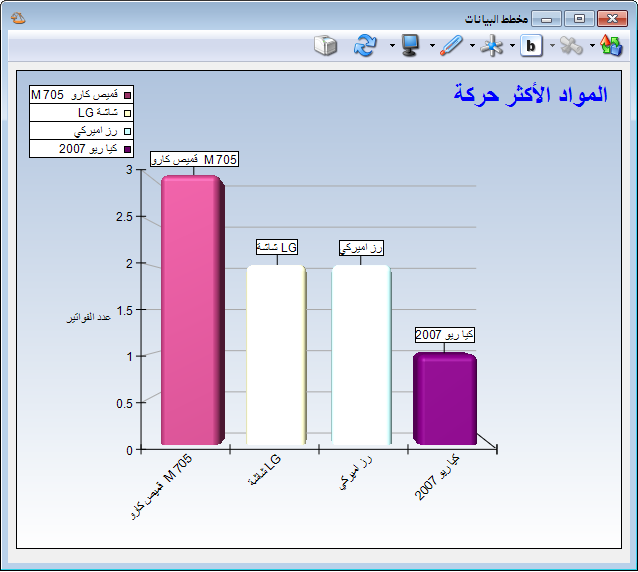 مخطط البيانات
b
المواد الأكثر حركة
قميص كارو M 705
شاشة LG
رز اميركي
كيا ريو 2007
قميص كارو M 705
شاشة LG
رز اميركي
كيا ريو 2007
3
2.5
2
1.5
1
0.5
0
عدد الفواتير
قميص كارو M 705
شاشة LG
رز اميركي
كيا ريو 2007